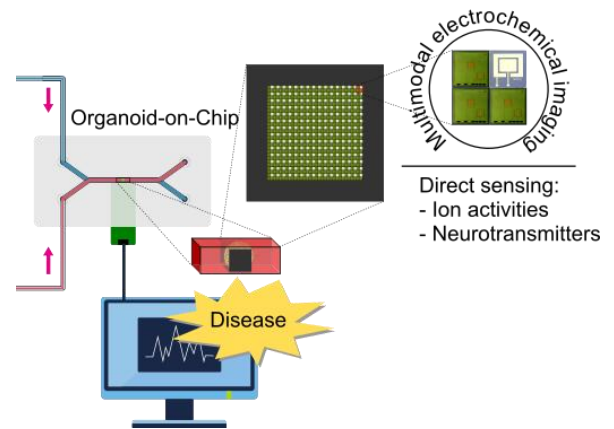 Organoid-on-Chip
Multimodal electrochemical imaging
Direct sensing:
- Ion activities
- Neurotransmitters
Disease